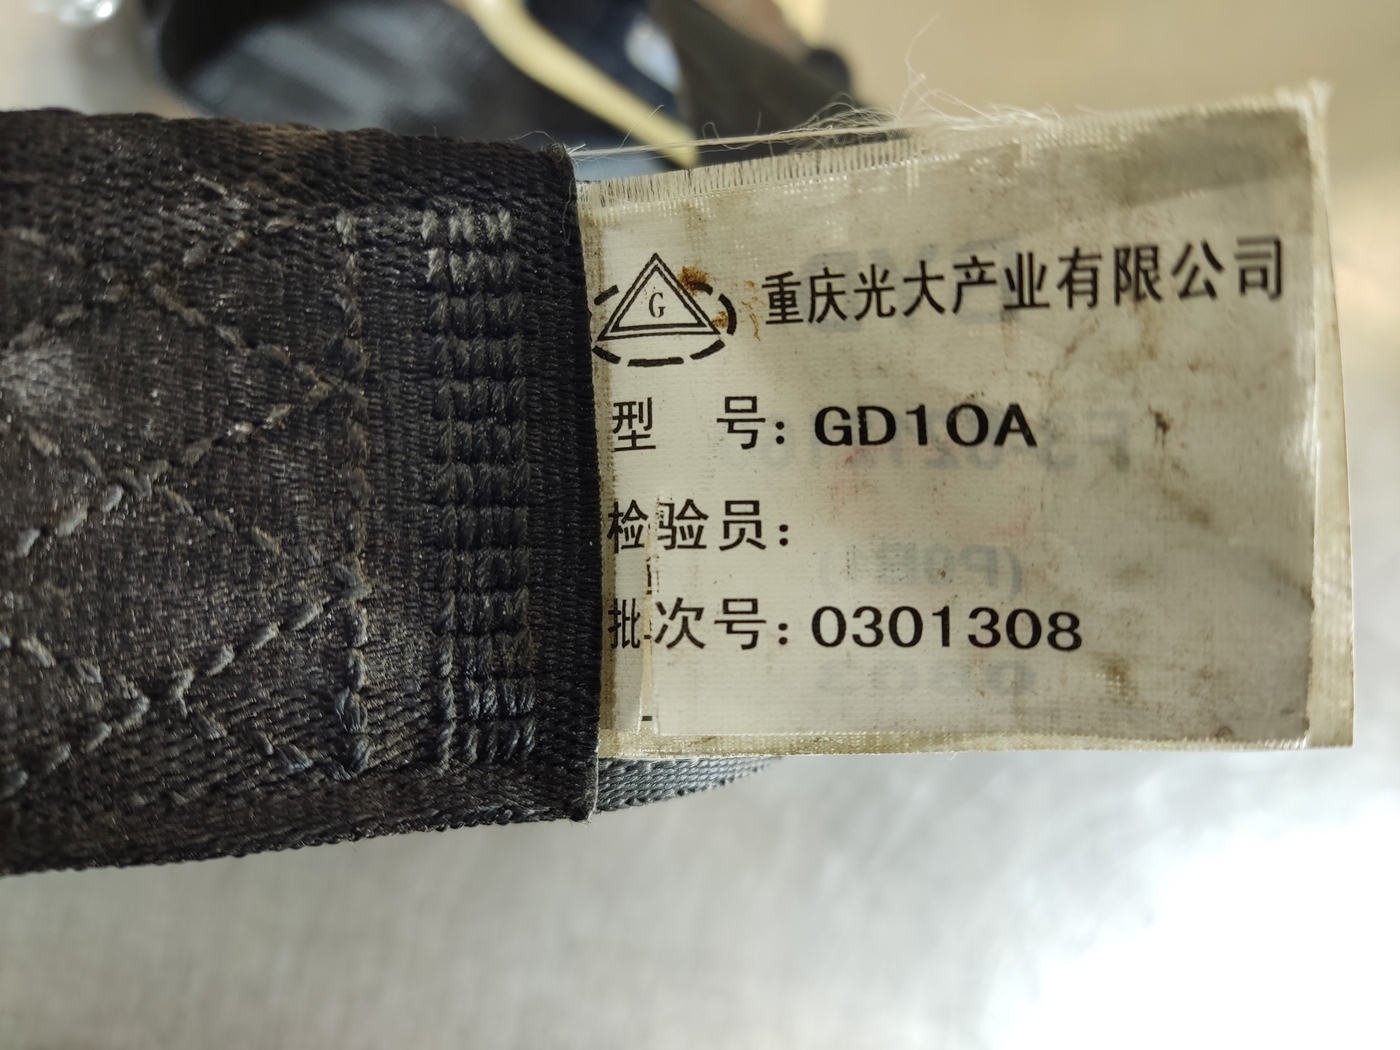 G
重庆光大产业有限公司
型 号: GD10A
检验员:
批次号: 0301308